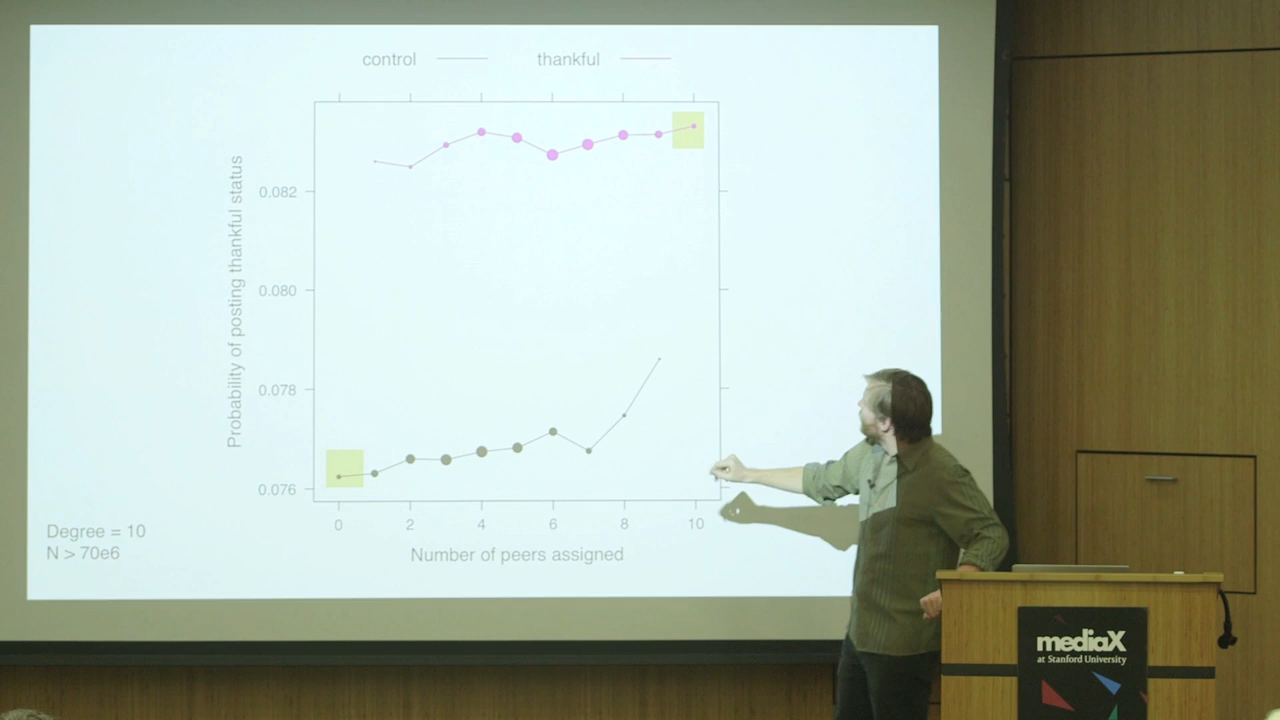 control thankful
Probability of posting thankful status
0.082
0.080
0.078
0.076
0 2 4 6 8 10
Number of peers assigned
Degree = 10
N > 70e6
mediaX
at Stanford University